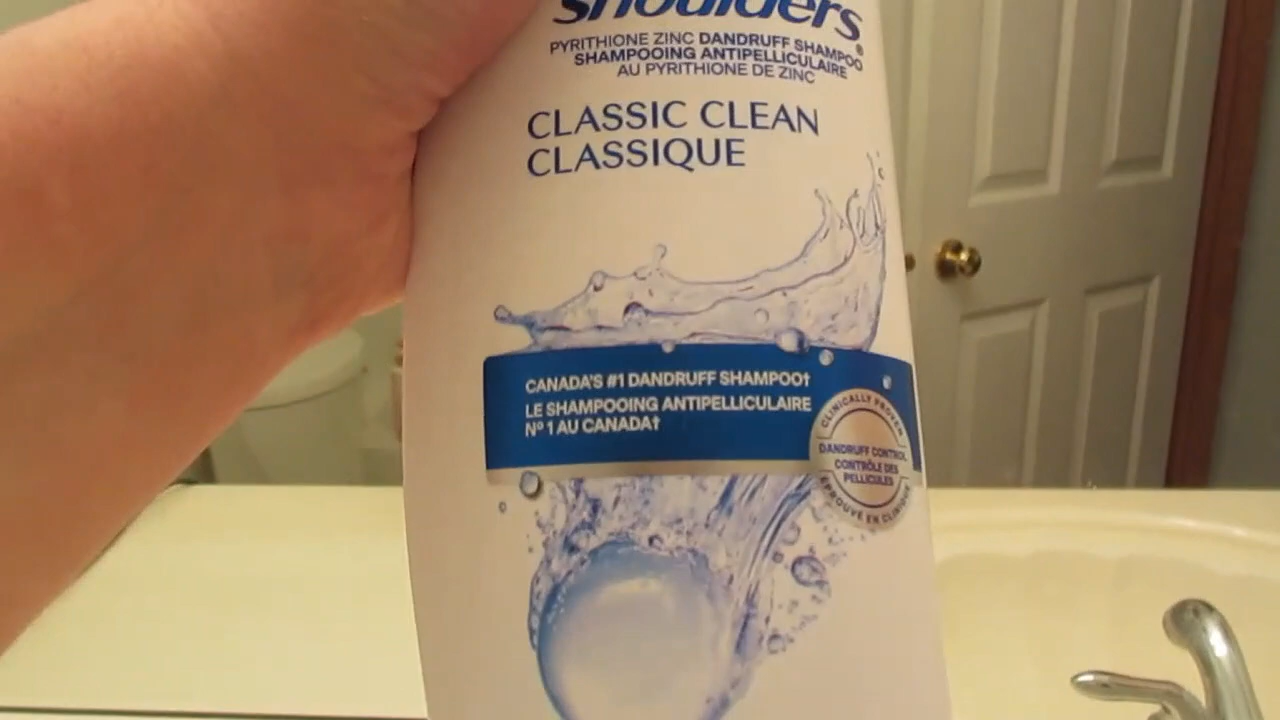 shoulders®
PYRITHIONE ZINC DANDRUFF SHAMPOO
SHAMPOOING ANTIPELLICULAIRE
AU PYRITHIONE DE ZINC
CLASSIC CLEAN
CLASSIQUE
CANADA'S #1 DANDRUFF SHAMPOO†
LE SHAMPOOING ANTIPELLICULAIRE
Nº 1 AU CANADA†
CLINICALLY PROVEN
DANDRUFF CONTROL
CONTRÔLE DES
PELLICULES
ÉPROUVÉ EN CLINIQUE